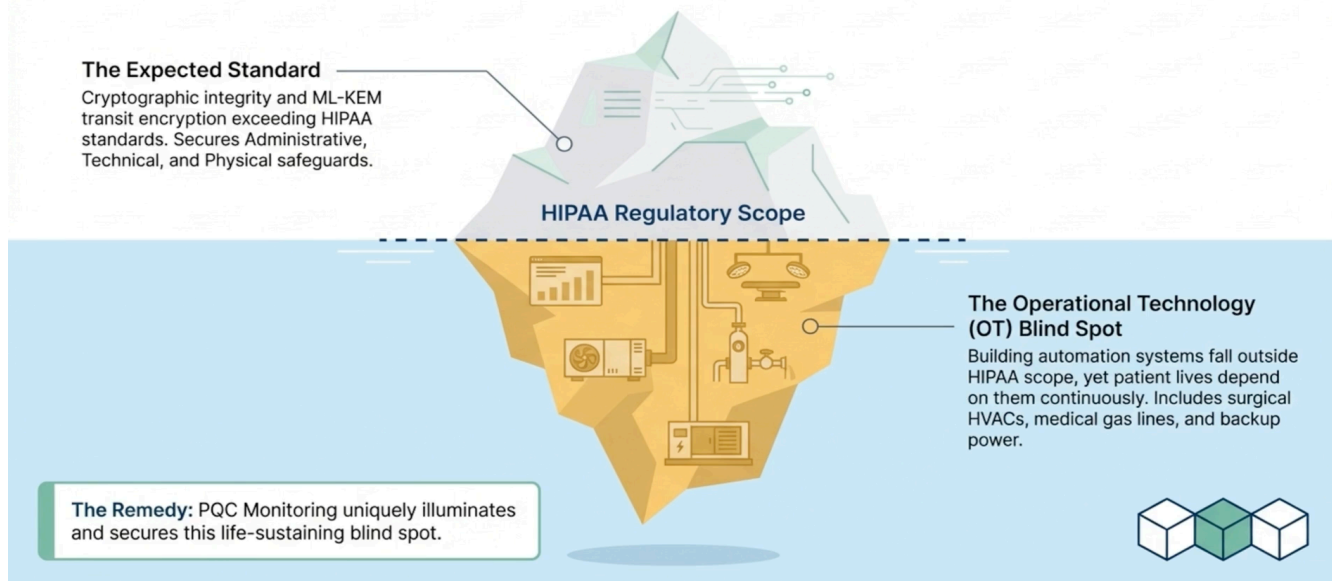 The Expected Standard
Cryptographic integrity and ML-KEM
transit encryption exceeding HIPAA
standards. Secures Administrative,
Technical, and Physical safeguards.
HIPAA Regulatory Scope
The Operational Technology
(OT) Blind Spot
Building automation systems fall outside
HIPAA scope, yet patient lives depend
on them continuously. Includes surgical
HVACs, medical gas lines, and backup
power.
The Remedy: PQC Monitoring uniquely illuminates
and secures this life-sustaining blind spot.